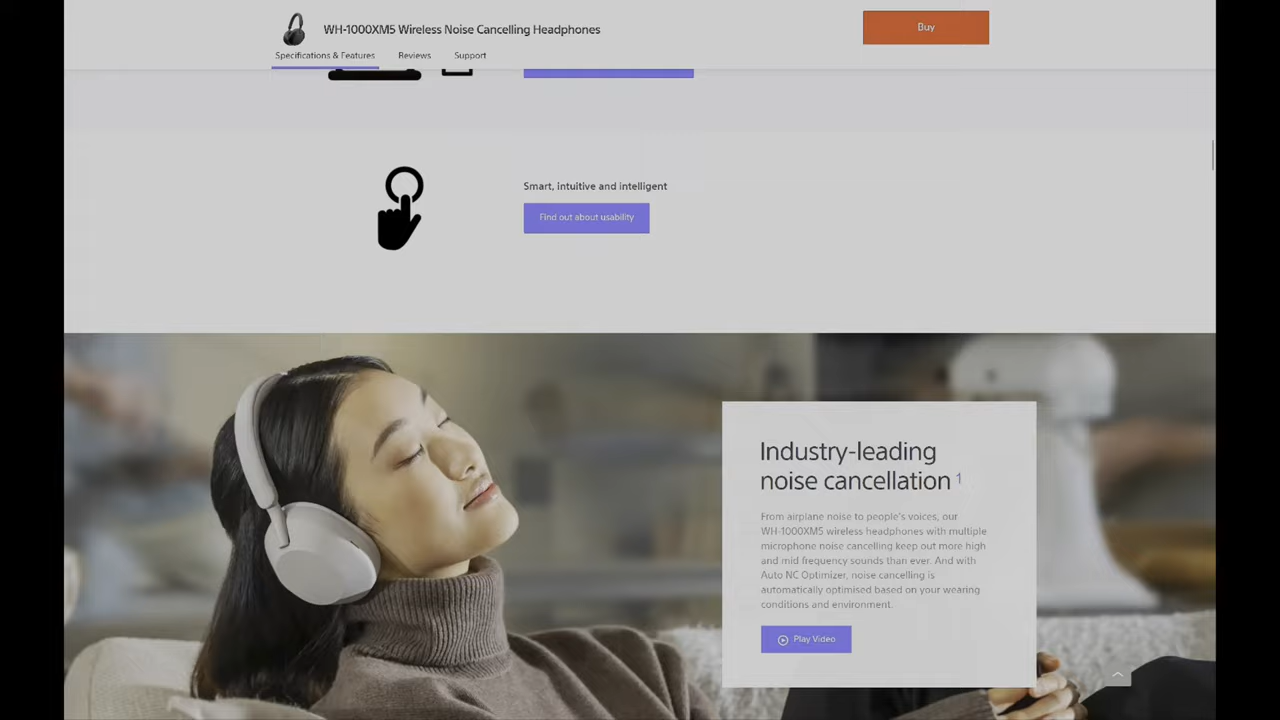 WH-1000XM5 Wireless Noise Cancelling Headphones
Buy
Specifications & Features
Reviews
Support
Smart, intuitive and intelligent
Find out about usability
Industry-leading
noise cancellation 1
From airplane noise to people's voices, our
WH-1000XM5 wireless headphones with multiple
microphone noise cancelling keep out more high
and mid frequency sounds than ever. And with
Auto NC Optimizer, noise cancelling is
automatically optimised based on your wearing
conditions and environment.
Play Video